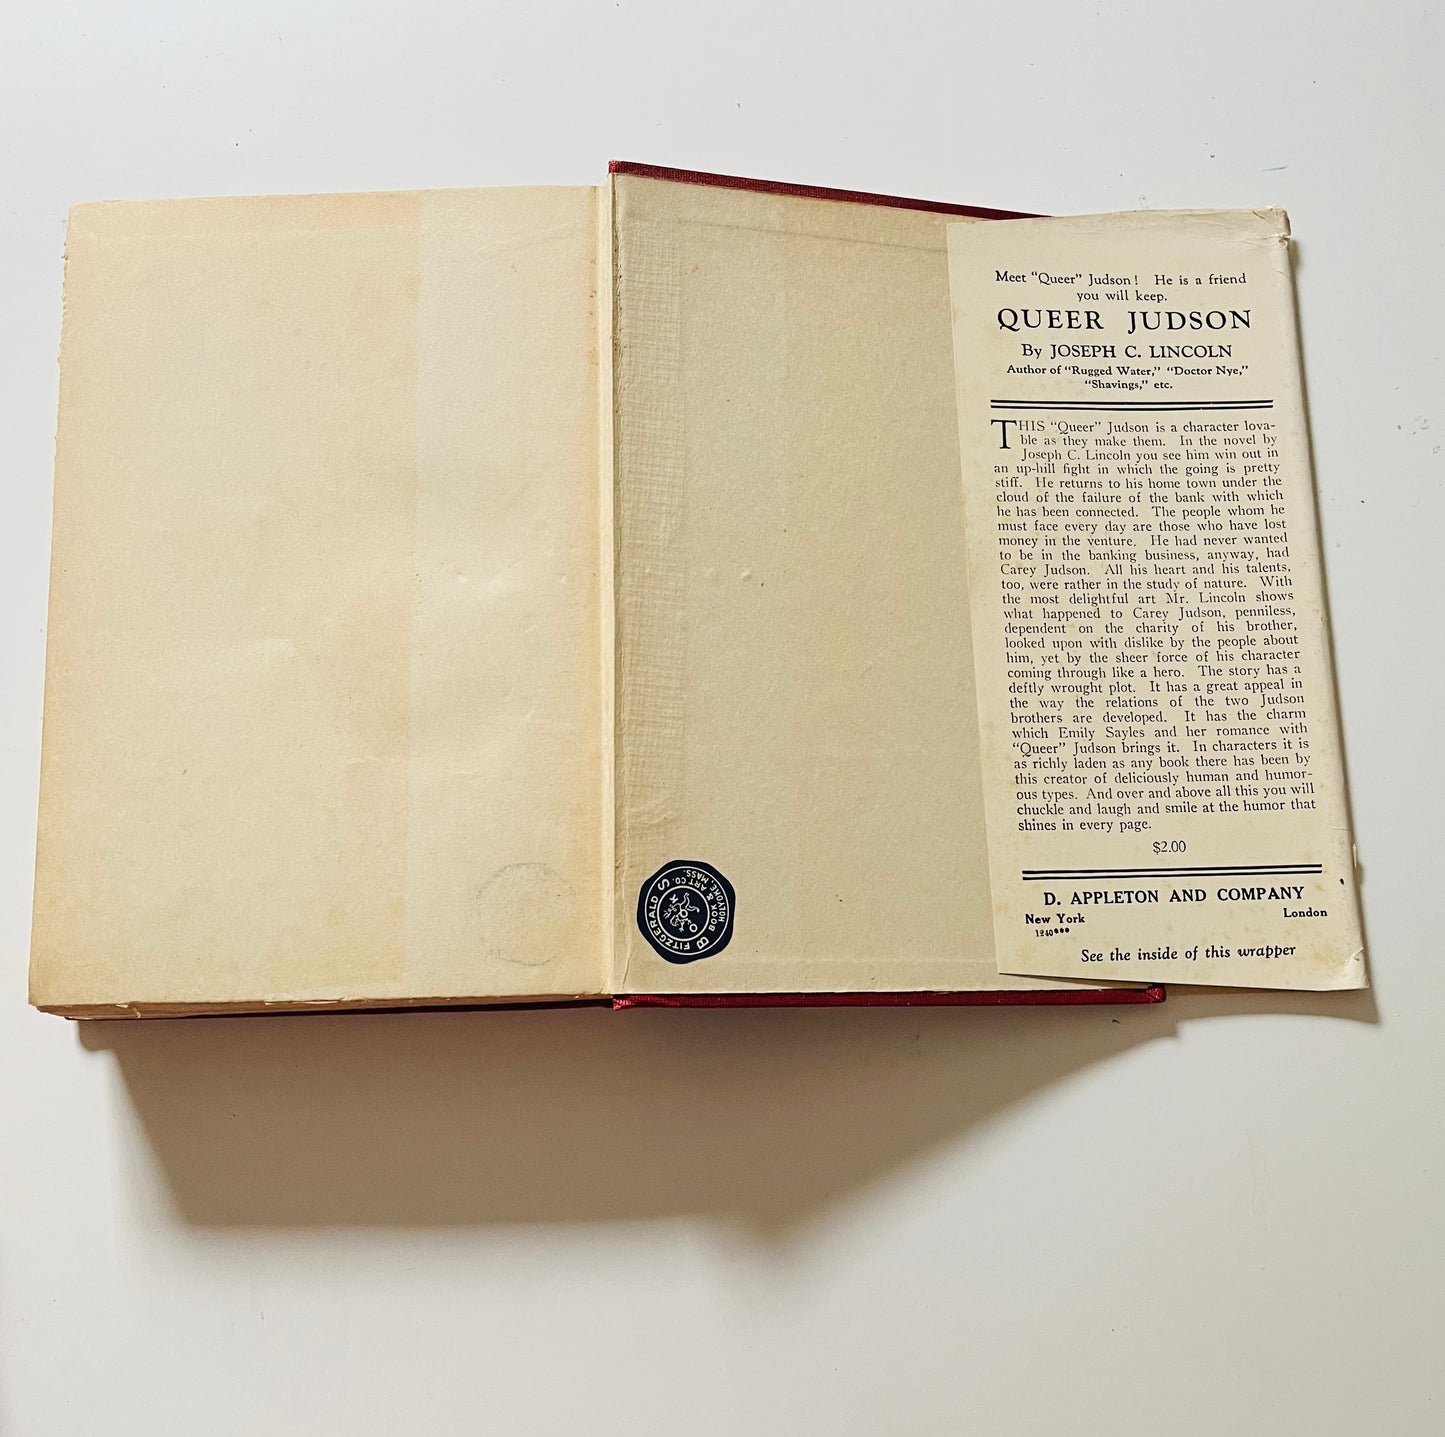 Meet "Queer" Judson! He is a friend
you will keep.
QUEER JUDSON
By JOSEPH C. LINCOLN
Author of "Rugged Water," "Doctor Nye,"
"Shavings," etc.
THIS "Queer" Judson is a character lova-
ble as they make them. In the novel by
Joseph C. Lincoln you see him win out in
an up-hill fight in which the going is pretty
stiff. He returns to his home town under the
cloud of the failure of the bank with which
he has been connected. The people whom he
must face every day are those who have lost
money in the venture. He had never wanted
to be in the banking business, anyway, had
Carey Judson. All his heart and his talents,
too, were rather in the study of nature. With
the most delightful art Mr. Lincoln shows
what happened to Carey Judson, penniless,
dependent on the charity of his brother,
looked upon with dislike by the people about
him, yet by the sheer force of his character
coming through like a hero. The story has a
deftly wrought plot. It has a great appeal in
the way the relations of the two Judson
brothers are developed. It has the charm
which Emily Sayles and her romance with
"Queer" Judson brings it. In characters it is
as richly laden as any book there has been by
this creator of deliciously human and humor-
ous types. And over and above all this you will
chuckle and laugh and smile at the humor that
shines in every page.
$2.00
D. APPLETON AND COMPANY
New York London
1240***
See the inside of this wrapper
FITZGERALD
BOOK & ART CO.
HOLYOKE, MASS.